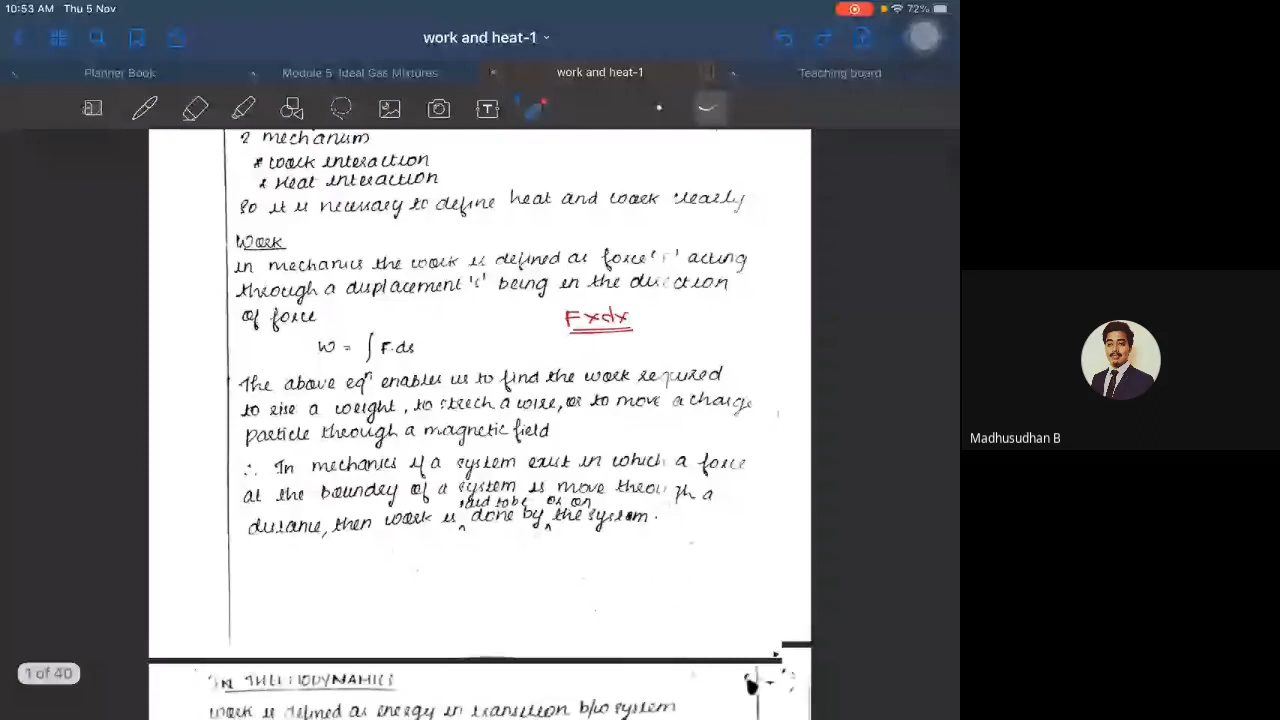 10:53 AM Thu 5 Nov
72%
work and heat-1
Planner Book
Module 5 Ideal Gas Mixtures
work and heat-1
Teaching board
2 mechanism
* Work interaction
* Heat interaction
So it is necessary to define heat and work clearly
Work
in mechanics the work is defined as force acting
through a displacement 's' being in the direction
of force
F x dx
W = ∫ F.ds
The above eqn enables us to find the work required
to rise a weight, to strech a wire, or to move a charge
particle through a magnetic field
∴ In mechanics if a system exist in which a force
at the boundry of a system is move through a
distance, then work is said to be done by or on the system.
Madhusudhan B
1 of 40
IN THERMODYNAMICS
Work is defined as energy in transition b/w system